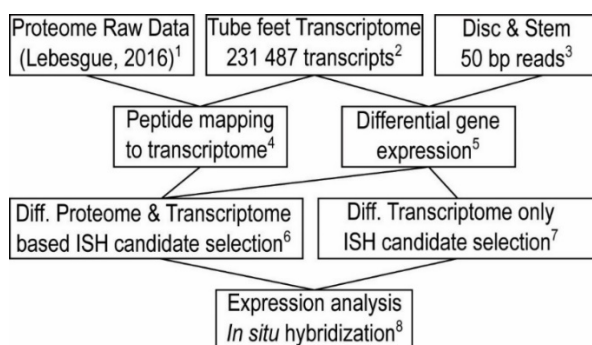 Proteome Raw Data
(Lebesgue, 2016)¹
Tube feet Transcriptome
231 487 transcripts²
Disc & Stem
50 bp reads³
Peptide mapping
to transcriptome⁴
Differential gene
expression⁵
Diff. Proteome & Transcriptome
based ISH candidate selection⁶
Diff. Transcriptome only
ISH candidate selection⁷
Expression analysis
In situ hybridization⁸